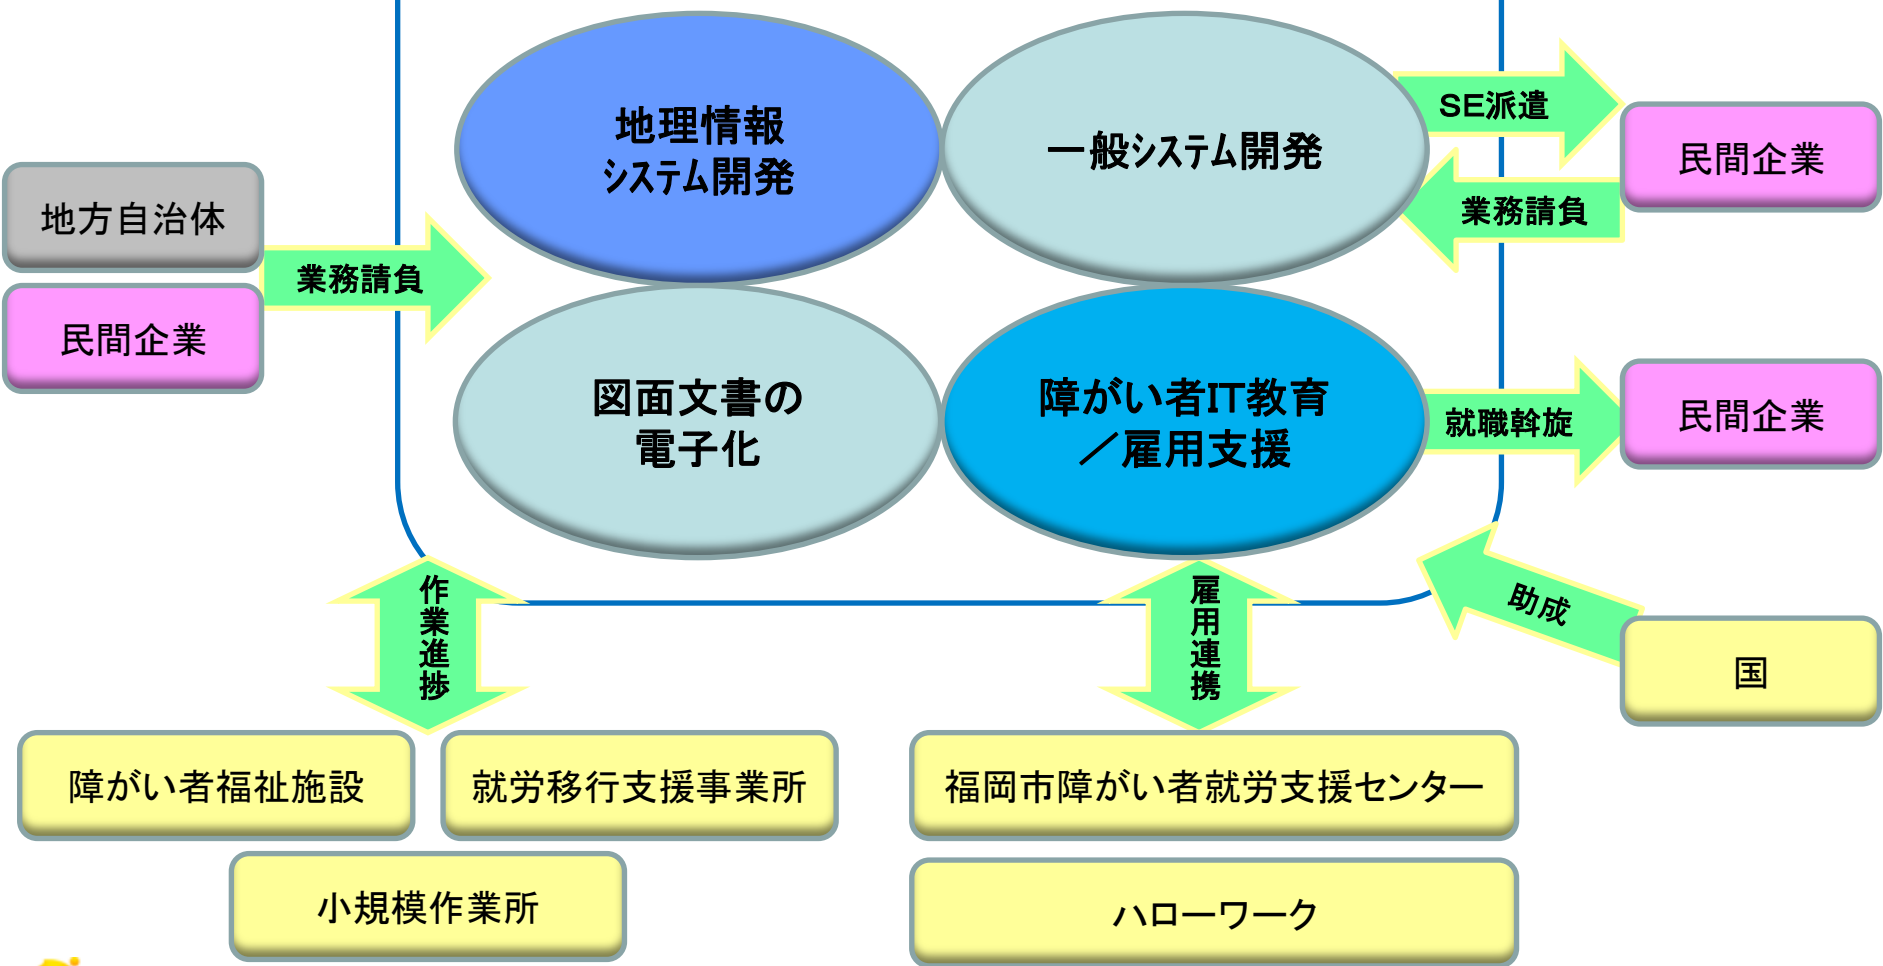 地理情報
システム開発
一般システム開発
SE派遣
民間企業
業務請負
地方自治体
業務請負
民間企業
図面文書の
電子化
障がい者IT教育
／雇用支援
就職斡旋
民間企業
作業進捗
雇用連携
助成
国
障がい者福祉施設
就労移行支援事業所
福岡市障がい者就労支援センター
小規模作業所
ハローワーク